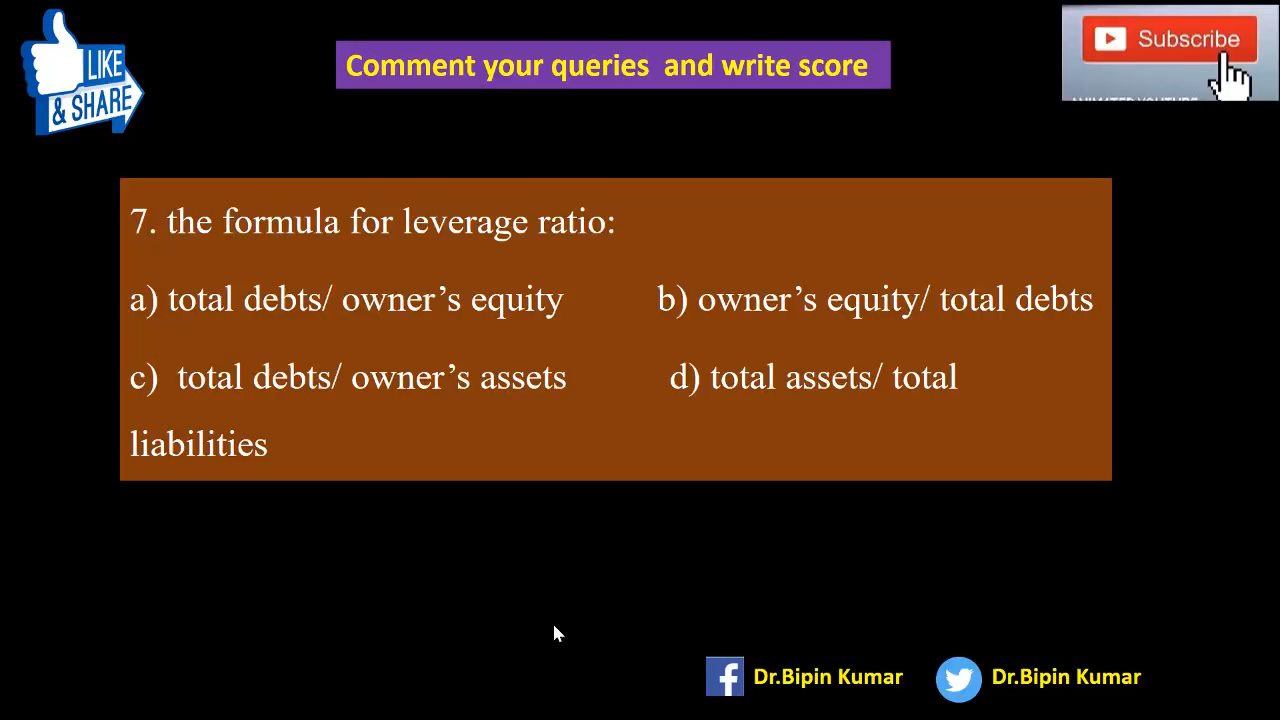 LIKE
& SHARE
Comment your queries  and write score
Subscribe
7. the formula for leverage ratio:
a) total debts/ owner’s equity b) owner’s equity/ total debts
c)  total debts/ owner’s assets d) total assets/ total
liabilities
Dr.Bipin Kumar Dr.Bipin Kumar